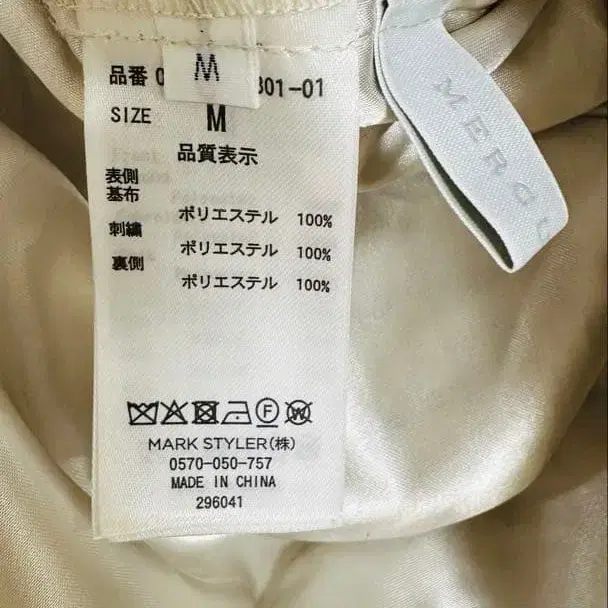 M
品番 0 801-01
SIZE M
品質表示
表側
基布 ポリエステル 100%
刺繍 ポリエステル 100%
裏側 ポリエステル 100%
MARK STYLER(株)
0570-050-757
MADE IN CHINA
296041
MERCU